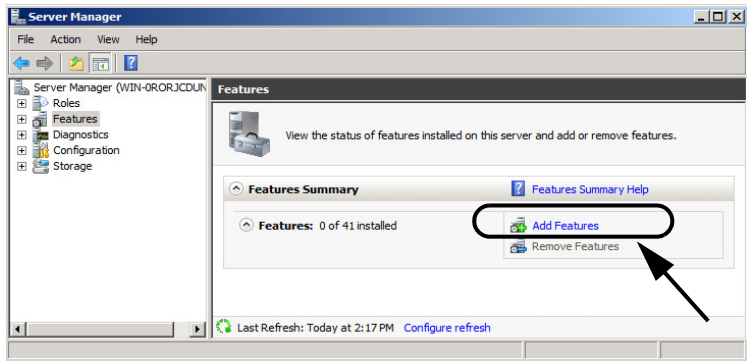 Server Manager
File Action View Help
Server Manager (WIN-0RORJCDUN
Roles
Features
Diagnostics
Configuration
Storage
Features
View the status of features installed on this server and add or remove features.
Features Summary
Features Summary Help
Features: 0 of 41 installed
Add Features
Remove Features
Last Refresh: Today at 2:17 PM Configure refresh